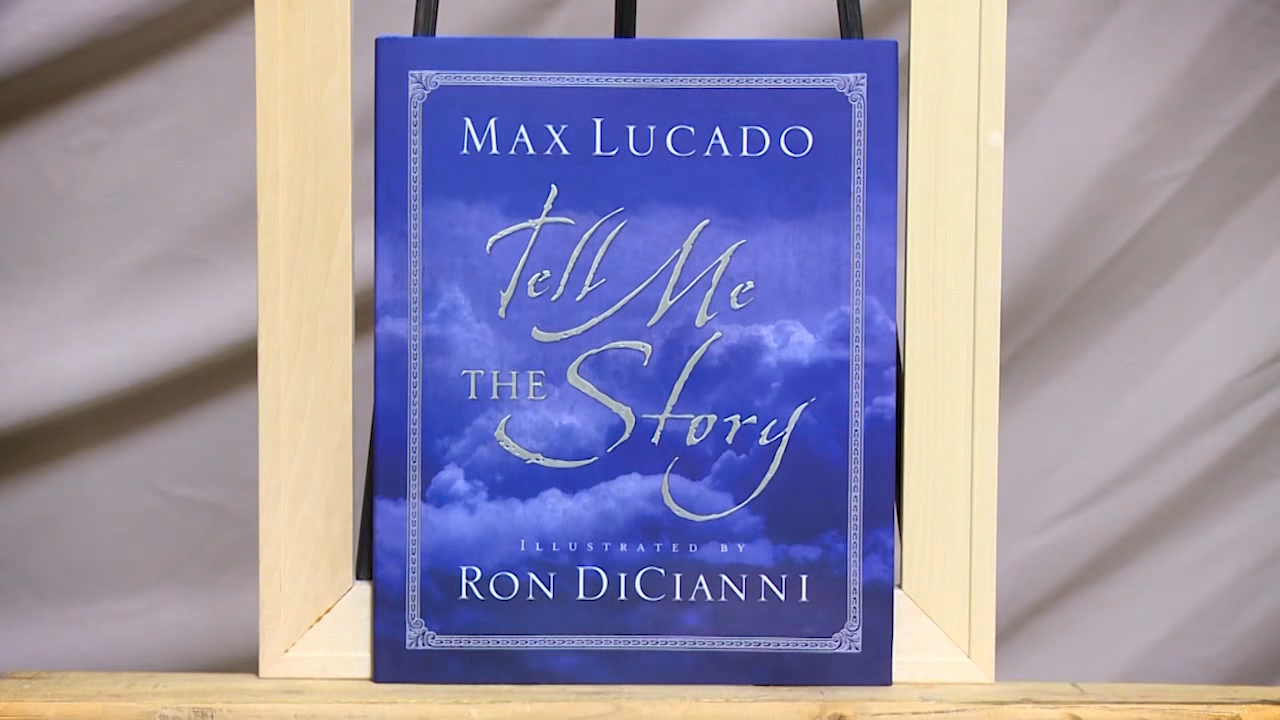 MAX LUCADO
Tell Me
THE Story
ILLUSTRATED BY
RON DICIANNI